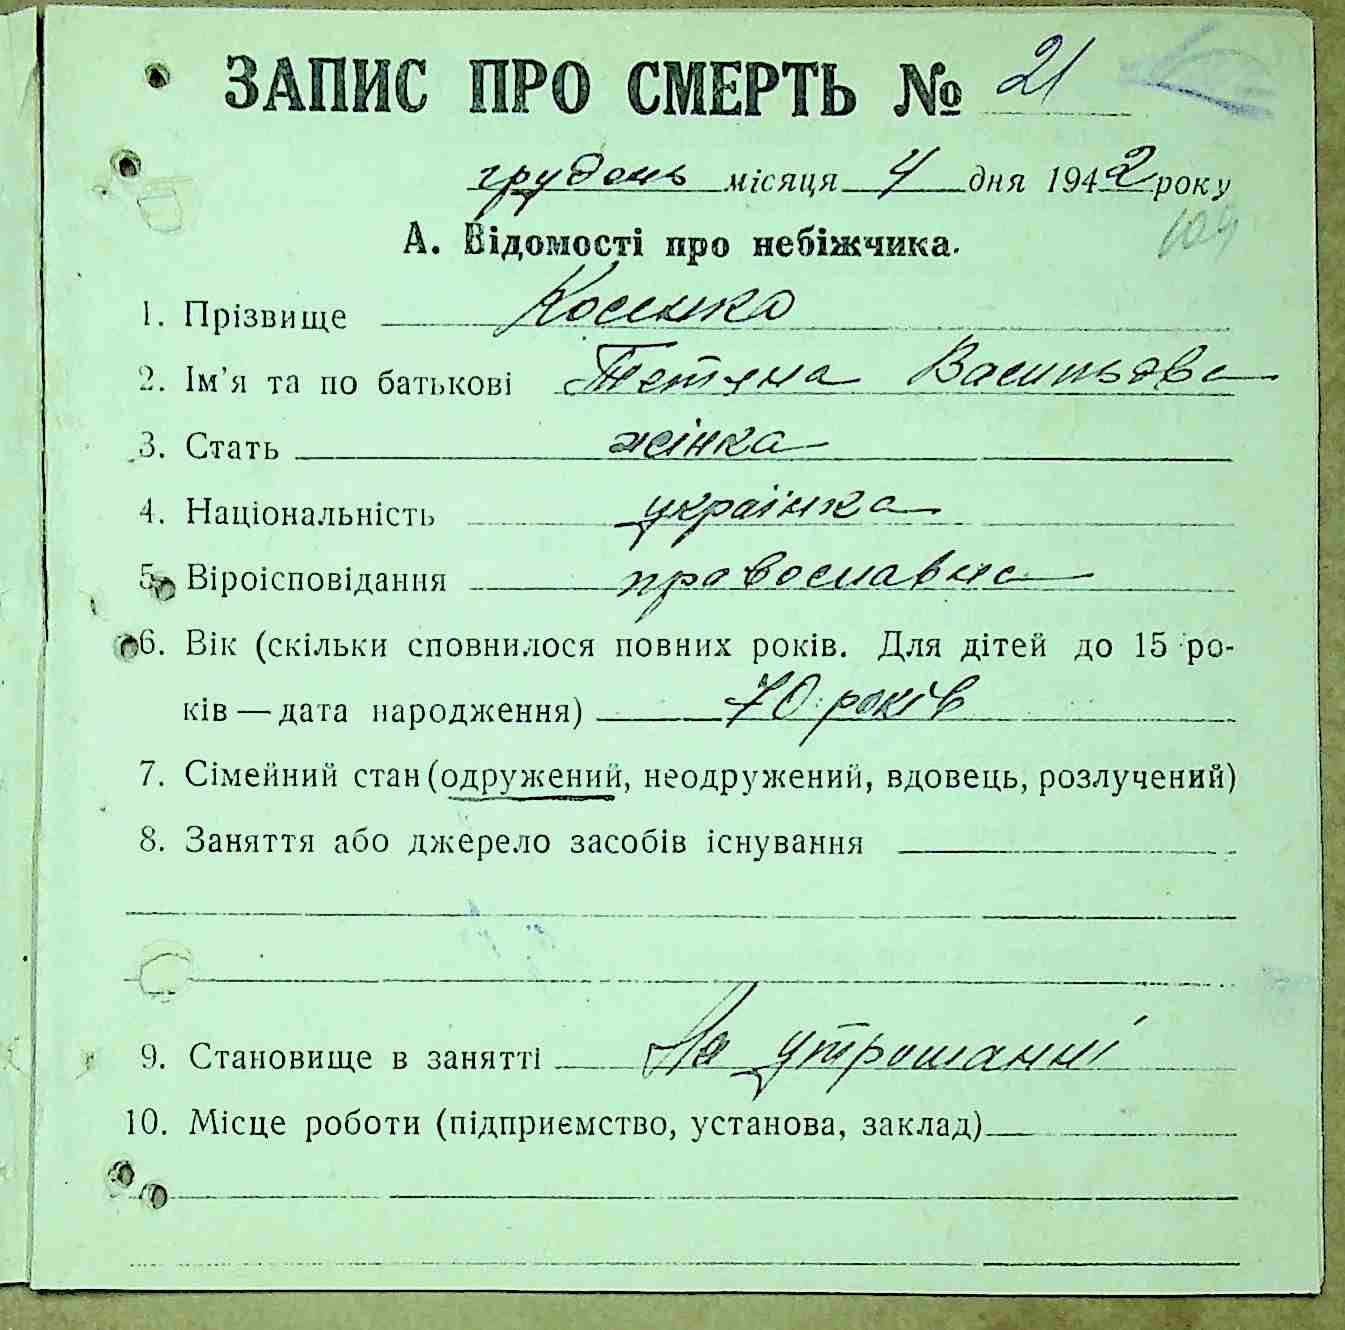 ЗАПИС ПРО СМЕРТЬ № 21
грудень місяця 4 дня 1942 року
104
А. Відомості про небіжчика.
1. Прізвище Косинка
2. Ім'я та по батькові Тетяна Васильова
3. Стать жінка
4. Національність українка
5. Віроісповідання православна
6. Вік (скільки сповнилося повних років. Для дітей до 15 ро-
ків — дата народження) 70 років
7. Сімейний стан (одружений, неодружений, вдовець, розлучений)
8. Заняття або джерело засобів існування
9. Становище в занятті На утрошанні
10. Місце роботи (підприємство, установа, заклад)